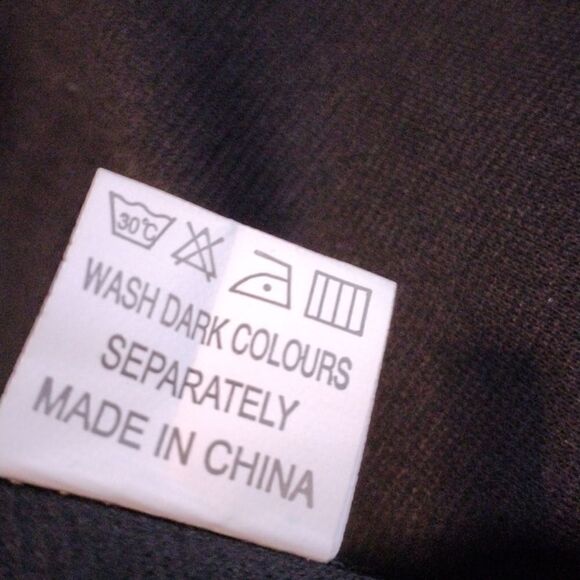 30°C
WASH DARK COLOURS
SEPARATELY
MADE IN CHINA